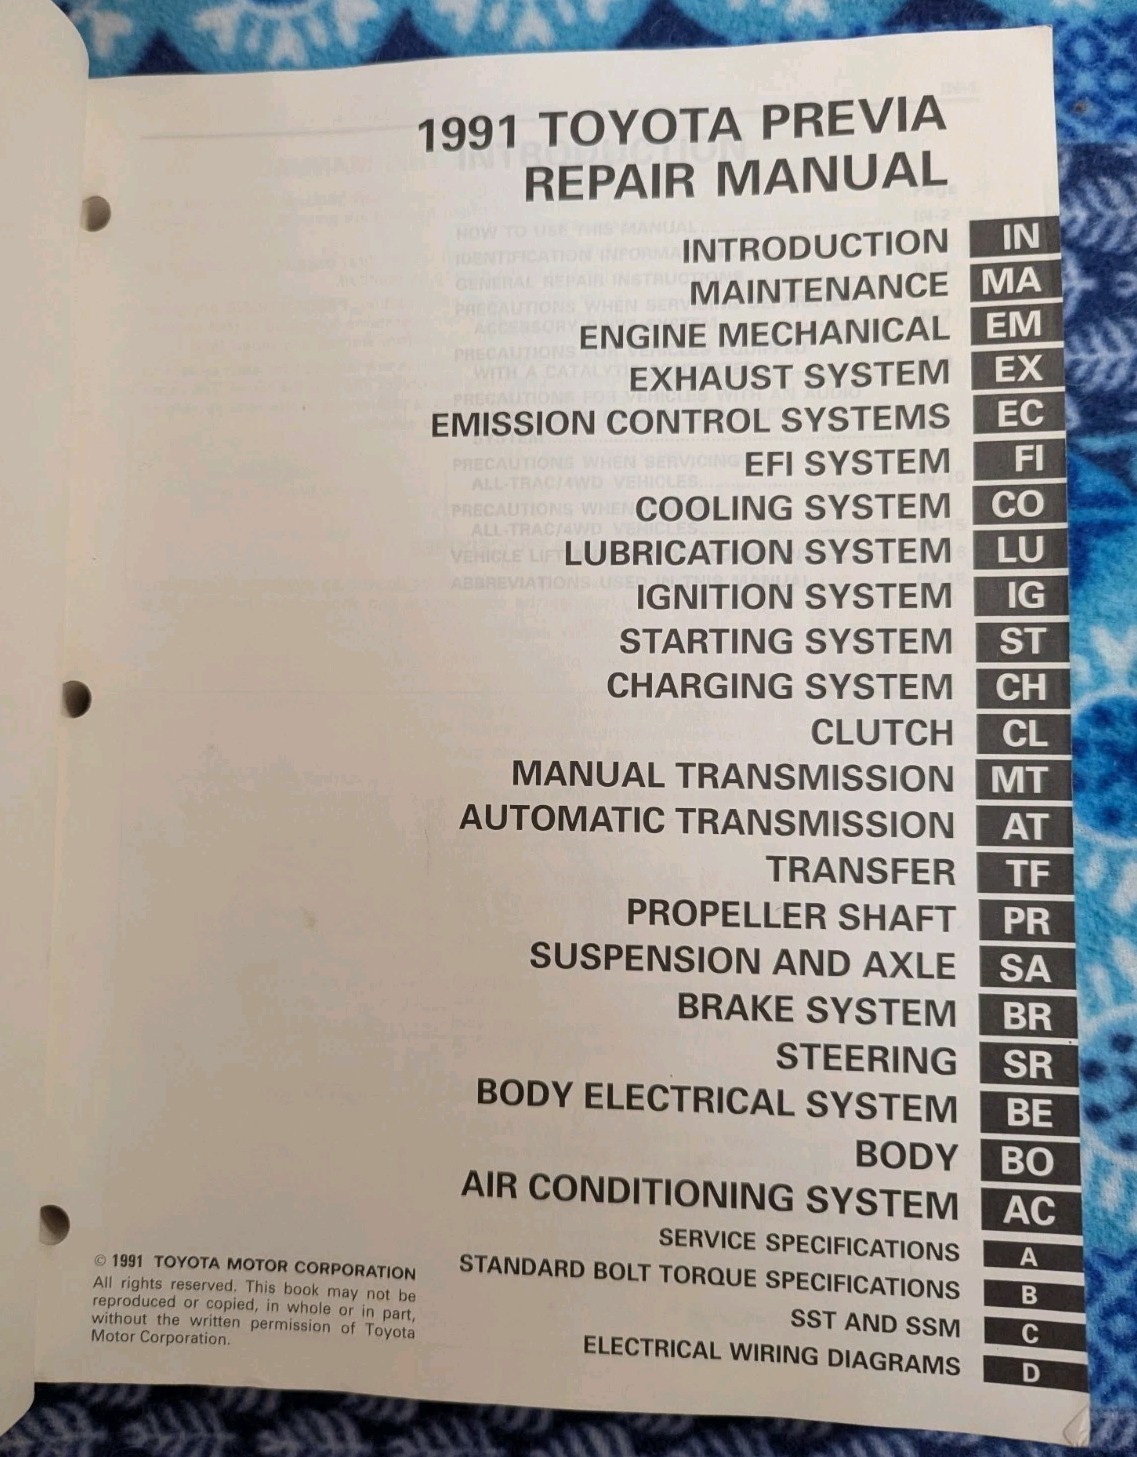 1991 TOYOTA PREVIA
REPAIR MANUAL
INTRODUCTION IN
MAINTENANCE MA
ENGINE MECHANICAL EM
EXHAUST SYSTEM EX
EMISSION CONTROL SYSTEMS EC
EFI SYSTEM FI
COOLING SYSTEM CO
LUBRICATION SYSTEM LU
IGNITION SYSTEM IG
STARTING SYSTEM ST
CHARGING SYSTEM CH
CLUTCH CL
MANUAL TRANSMISSION MT
AUTOMATIC TRANSMISSION AT
TRANSFER TF
PROPELLER SHAFT PR
SUSPENSION AND AXLE SA
BRAKE SYSTEM BR
STEERING SR
BODY ELECTRICAL SYSTEM BE
BODY BO
AIR CONDITIONING SYSTEM AC
SERVICE SPECIFICATIONS A
STANDARD BOLT TORQUE SPECIFICATIONS B
SST AND SSM C
ELECTRICAL WIRING DIAGRAMS D
© 1991 TOYOTA MOTOR CORPORATION
All rights reserved. This book may not be
reproduced or copied, in whole or in part,
without the written permission of Toyota
Motor Corporation.